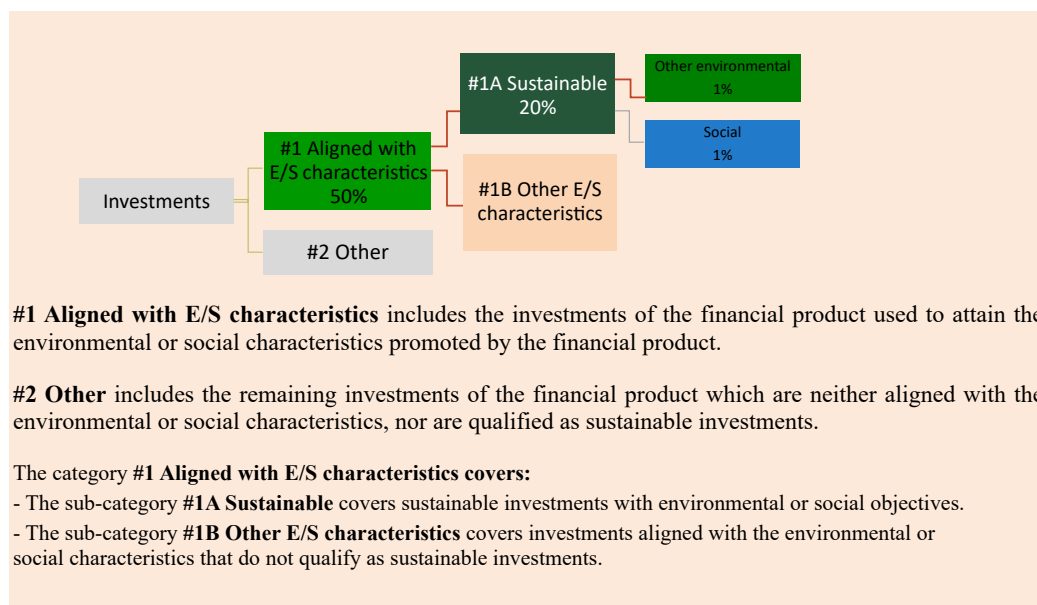 #1A Sustainable
20%
Other environmental
1%
Social
1%
#1 Aligned with
E/S characteristics
50%
#1B Other E/S
characteristics
Investments
#2 Other
#1 Aligned with E/S characteristics includes the investments of the financial product used to attain the
environmental or social characteristics promoted by the financial product.
#2 Other includes the remaining investments of the financial product which are neither aligned with the
environmental or social characteristics, nor are qualified as sustainable investments.
The category #1 Aligned with E/S characteristics covers:
- The sub-category #1A Sustainable covers sustainable investments with environmental or social objectives.
- The sub-category #1B Other E/S characteristics covers investments aligned with the environmental or
social characteristics that do not qualify as sustainable investments.